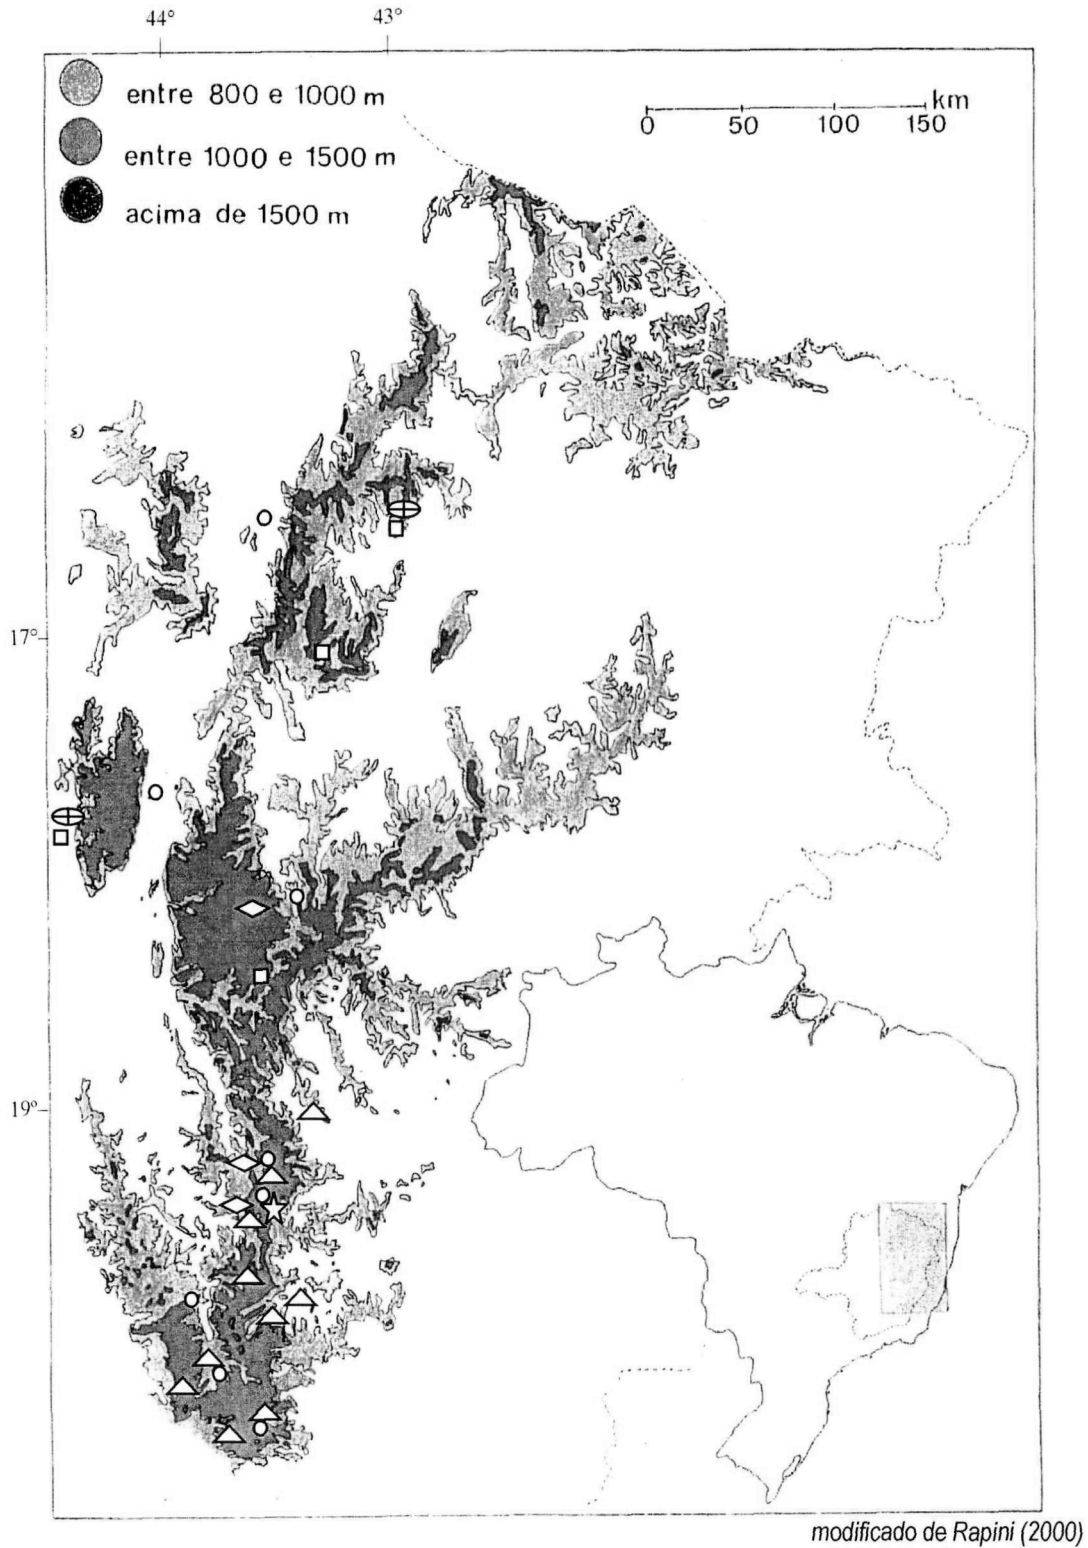 44° 43°
entre 800 e 1000 m
entre 1000 e 1500 m
acima de 1500 m
km
0 50 100 150
17°
19°
modificado de Rapini (2000)